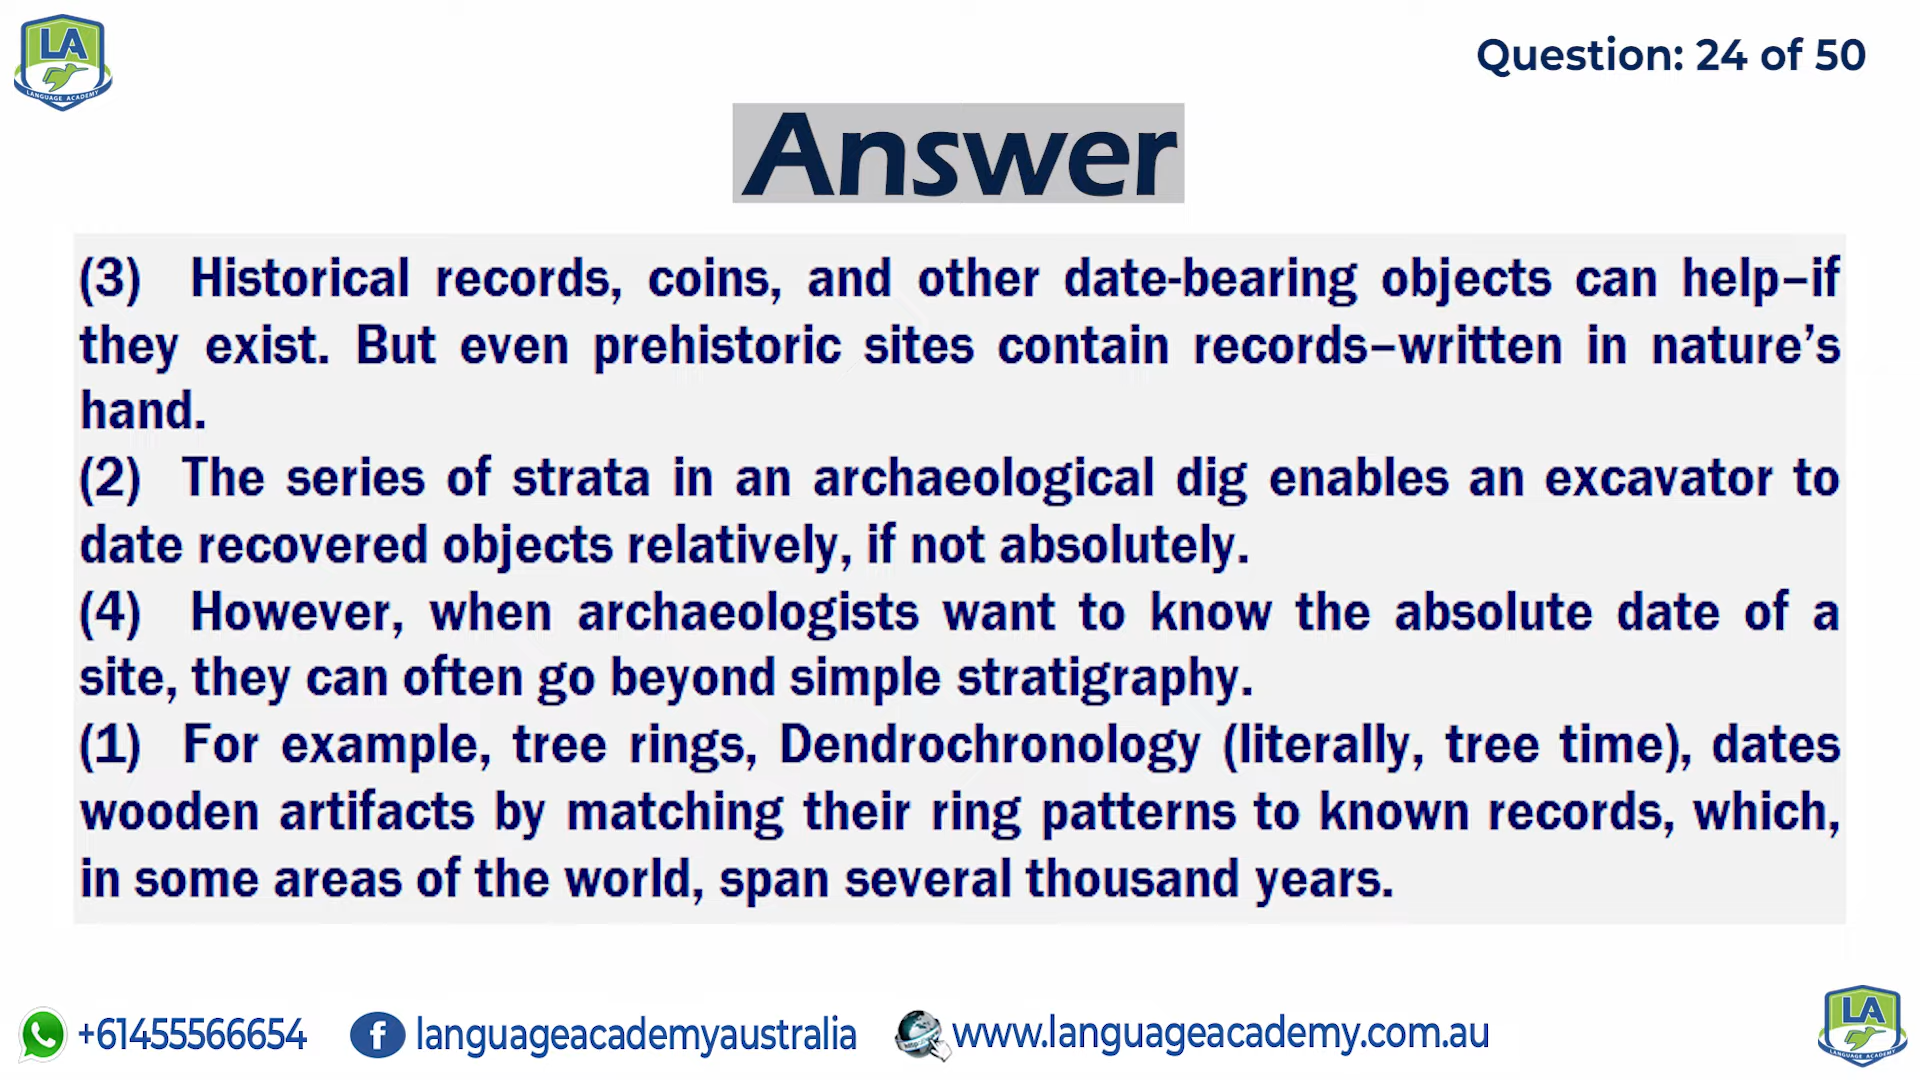 LA
LANGUAGE ACADEMY
Question: 24 of 50
Answer
(3) Historical records, coins, and other date-bearing objects can help–if
they exist. But even prehistoric sites contain records–written in nature’s
hand.
(2) The series of strata in an archaeological dig enables an excavator to
date recovered objects relatively, if not absolutely.
(4) However, when archaeologists want to know the absolute date of a
site, they can often go beyond simple stratigraphy.
(1) For example, tree rings, Dendrochronology (literally, tree time), dates
wooden artifacts by matching their ring patterns to known records, which,
in some areas of the world, span several thousand years.
+61455566654
f languageacademyaustralia
http:// www.languageacademy.com.au
LA
LANGUAGE ACADEMY